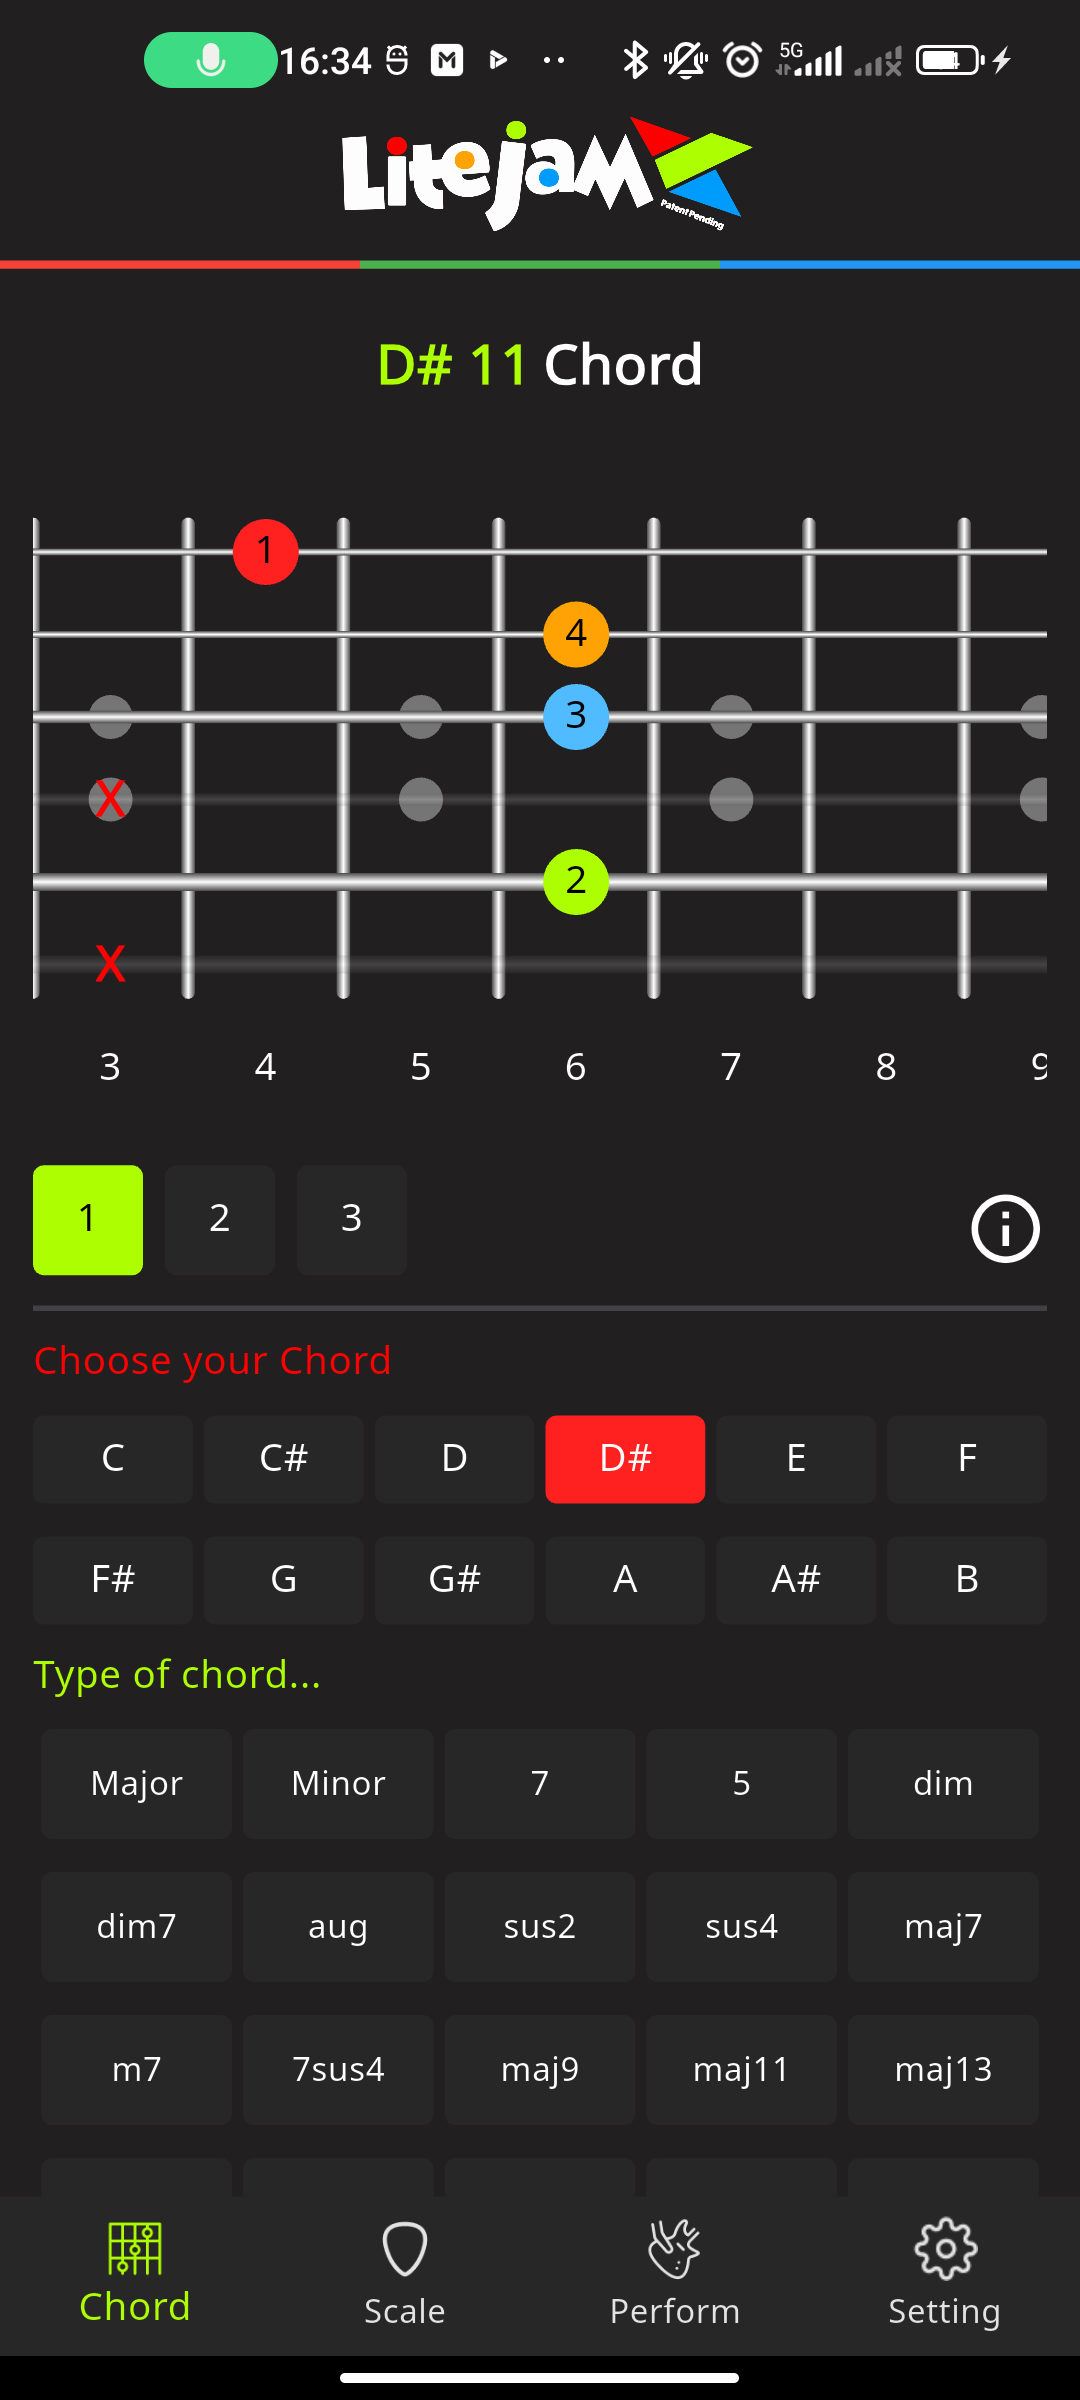 16:34
5G
Litejam
Patent Pending
D# 11 Chord
1
4
3
X
2
X
3 4 5 6 7 8 9
1 2 3
Choose your Chord
C C# D D# E F
F# G G# A A# B
Type of chord...
Major Minor 7 5 dim
dim7 aug sus2 sus4 maj7
m7 7sus4 maj9 maj11 maj13
Chord Scale Perform Setting